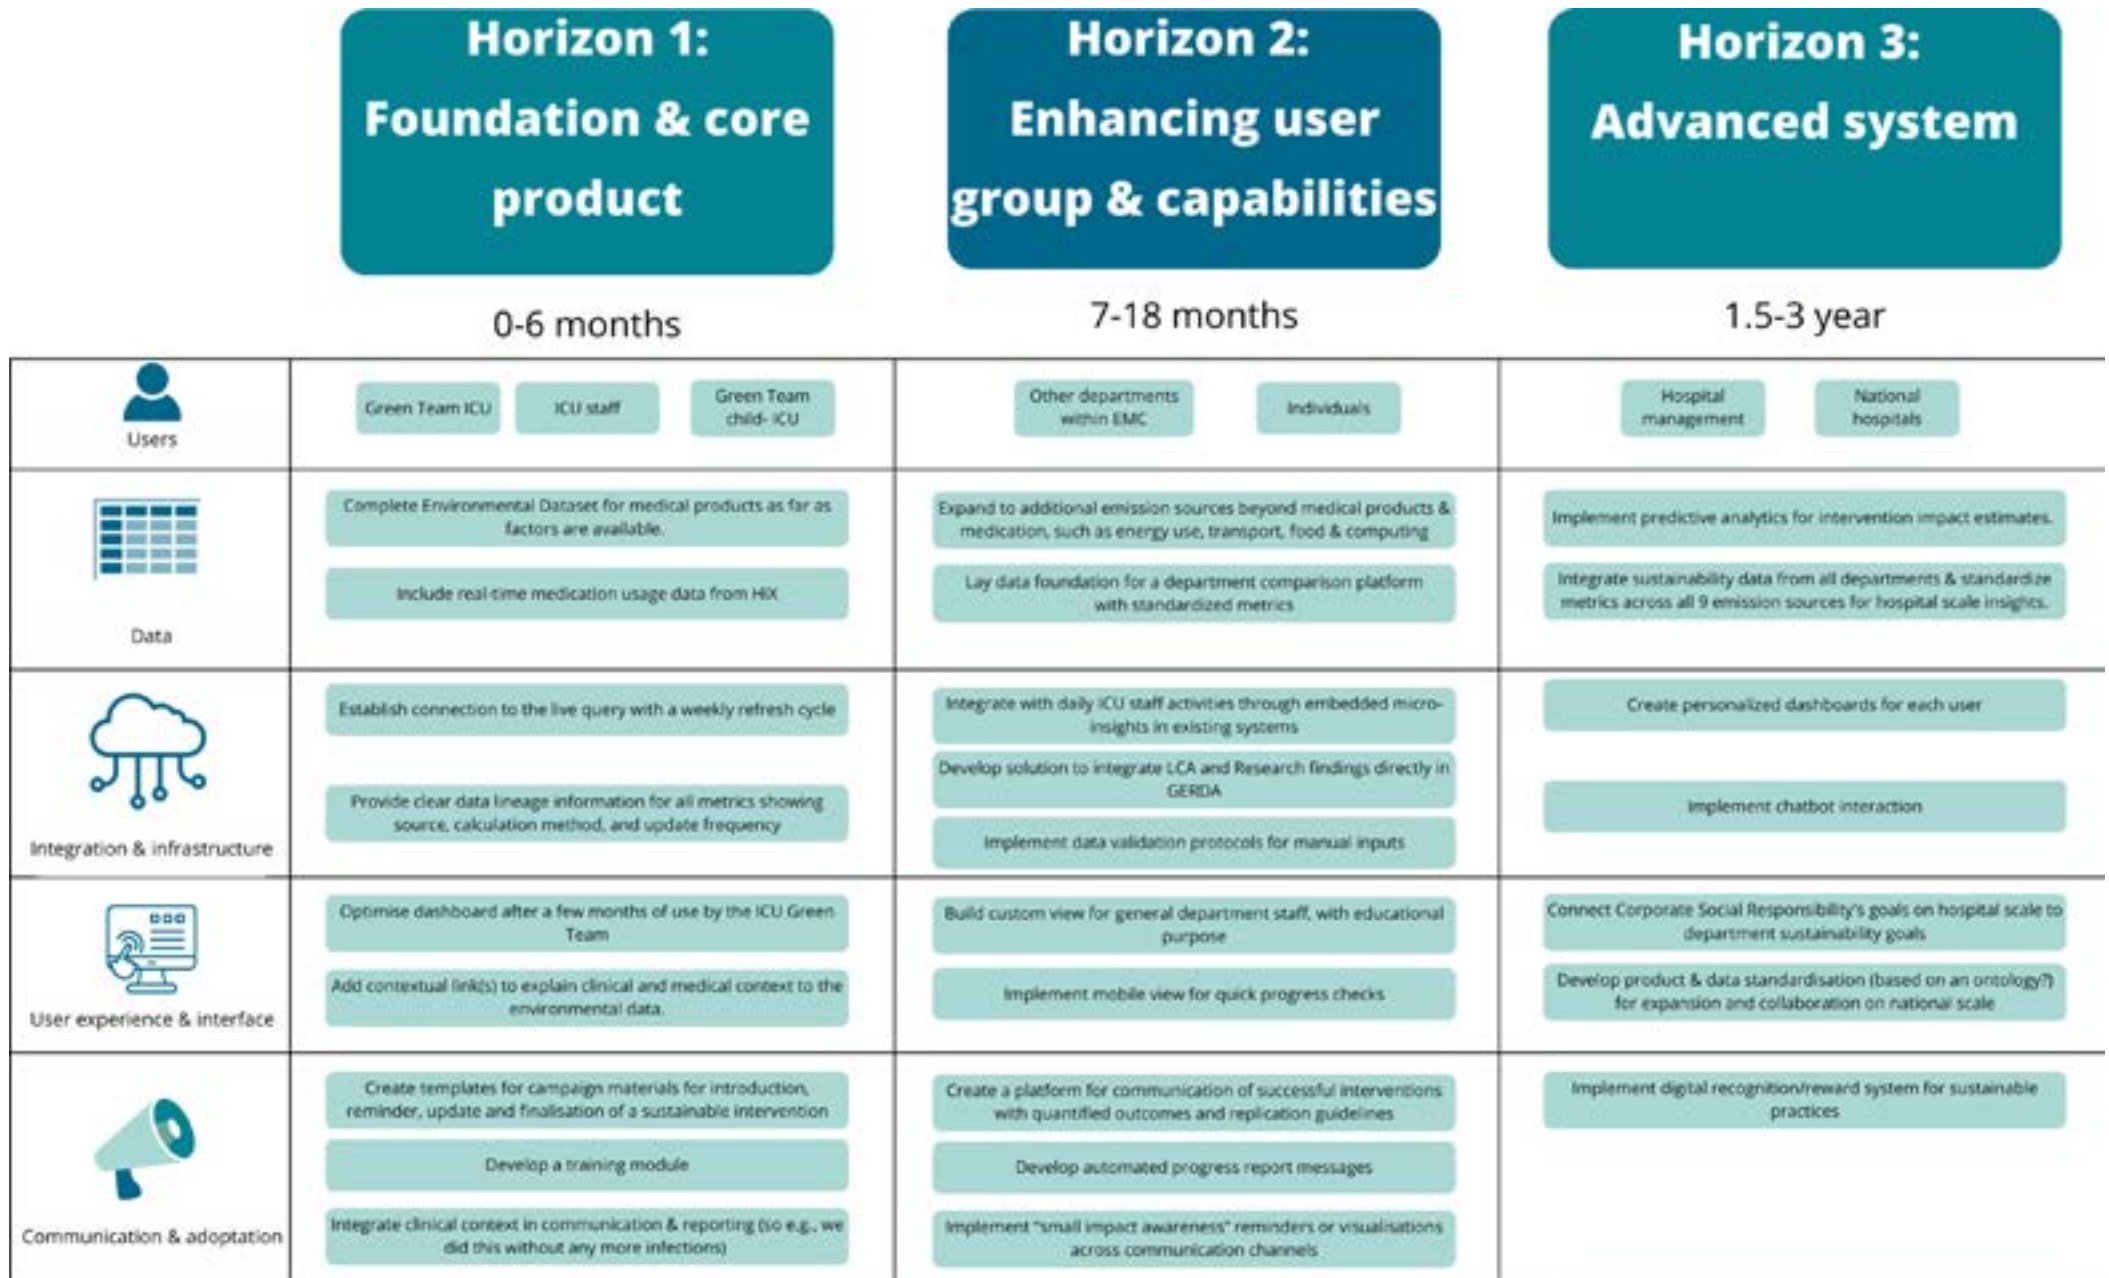 Horizon 1:
Foundation & core
product
Horizon 2:
Enhancing user
group & capabilities
Horizon 3:
Advanced system
0-6 months
7-18 months
1.5-3 year
Users
Green Team ICU
ICU staff
Green Team
child- ICU
Other departments
within EMC
Individuals
Hospital
management
National
hospitals
Data
Complete Environmental Dataset for medical products as far as
factors are available.
Include real-time medication usage data from HiX
Expand to additional emission sources beyond medical products &
medication, such as energy use, transport, food & computing
Lay data foundation for a department comparison platform
with standardized metrics
Implement predictive analytics for intervention impact estimates.
Integrate sustainability data from all departments & standardize
metrics across all 9 emission sources for hospital scale insights.
Integration & infrastructure
Establish connection to the live query with a weekly refresh cycle
Provide clear data lineage information for all metrics showing
source, calculation method, and update frequency
Integrate with daily ICU staff activities through embedded micro-
insights in existing systems
Develop solution to integrate LCA and Research findings directly in
GERDA
Implement data validation protocols for manual inputs
Create personalized dashboards for each user
Implement chatbot interaction
User experience & interface
Optimise dashboard after a few months of use by the ICU Green
Team
Add contextual link(s) to explain clinical and medical context to the
environmental data.
Build custom view for general department staff, with educational
purpose
Implement mobile view for quick progress checks
Connect Corporate Social Responsibility's goals on hospital scale to
department sustainability goals
Develop product & data standardisation (based on an ontology?)
for expansion and collaboration on national scale
Communication & adoptation
Create templates for campaign materials for introduction,
reminder, update and finalisation of a sustainable intervention
Develop a training module
Integrate clinical context in communication & reporting (so e.g., we
did this without any more infections)
Create a platform for communication of successful interventions
with quantified outcomes and replication guidelines
Develop automated progress report messages
Implement "small impact awareness" reminders or visualisations
across communication channels
Implement digital recognition/reward system for sustainable
practices